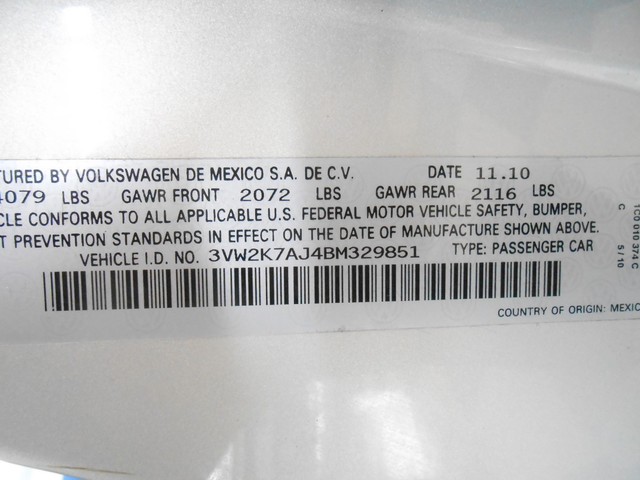 TURED BY VOLKSWAGEN DE MEXICO S.A. DE C.V. DATE 11.10
4079 LBS GAWR FRONT 2072 LBS GAWR REAR 2116 LBS
ICLE CONFORMS TO ALL APPLICABLE U.S. FEDERAL MOTOR VEHICLE SAFETY, BUMPER,
T PREVENTION STANDARDS IN EFFECT ON THE DATE OF MANUFACTURE SHOWN ABOVE.
VEHICLE I.D. NO. 3VW2K7AJ4BM329851 TYPE: PASSENGER CAR
COUNTRY OF ORIGIN: MEXIC
1C0 010 374 C
C 5/10